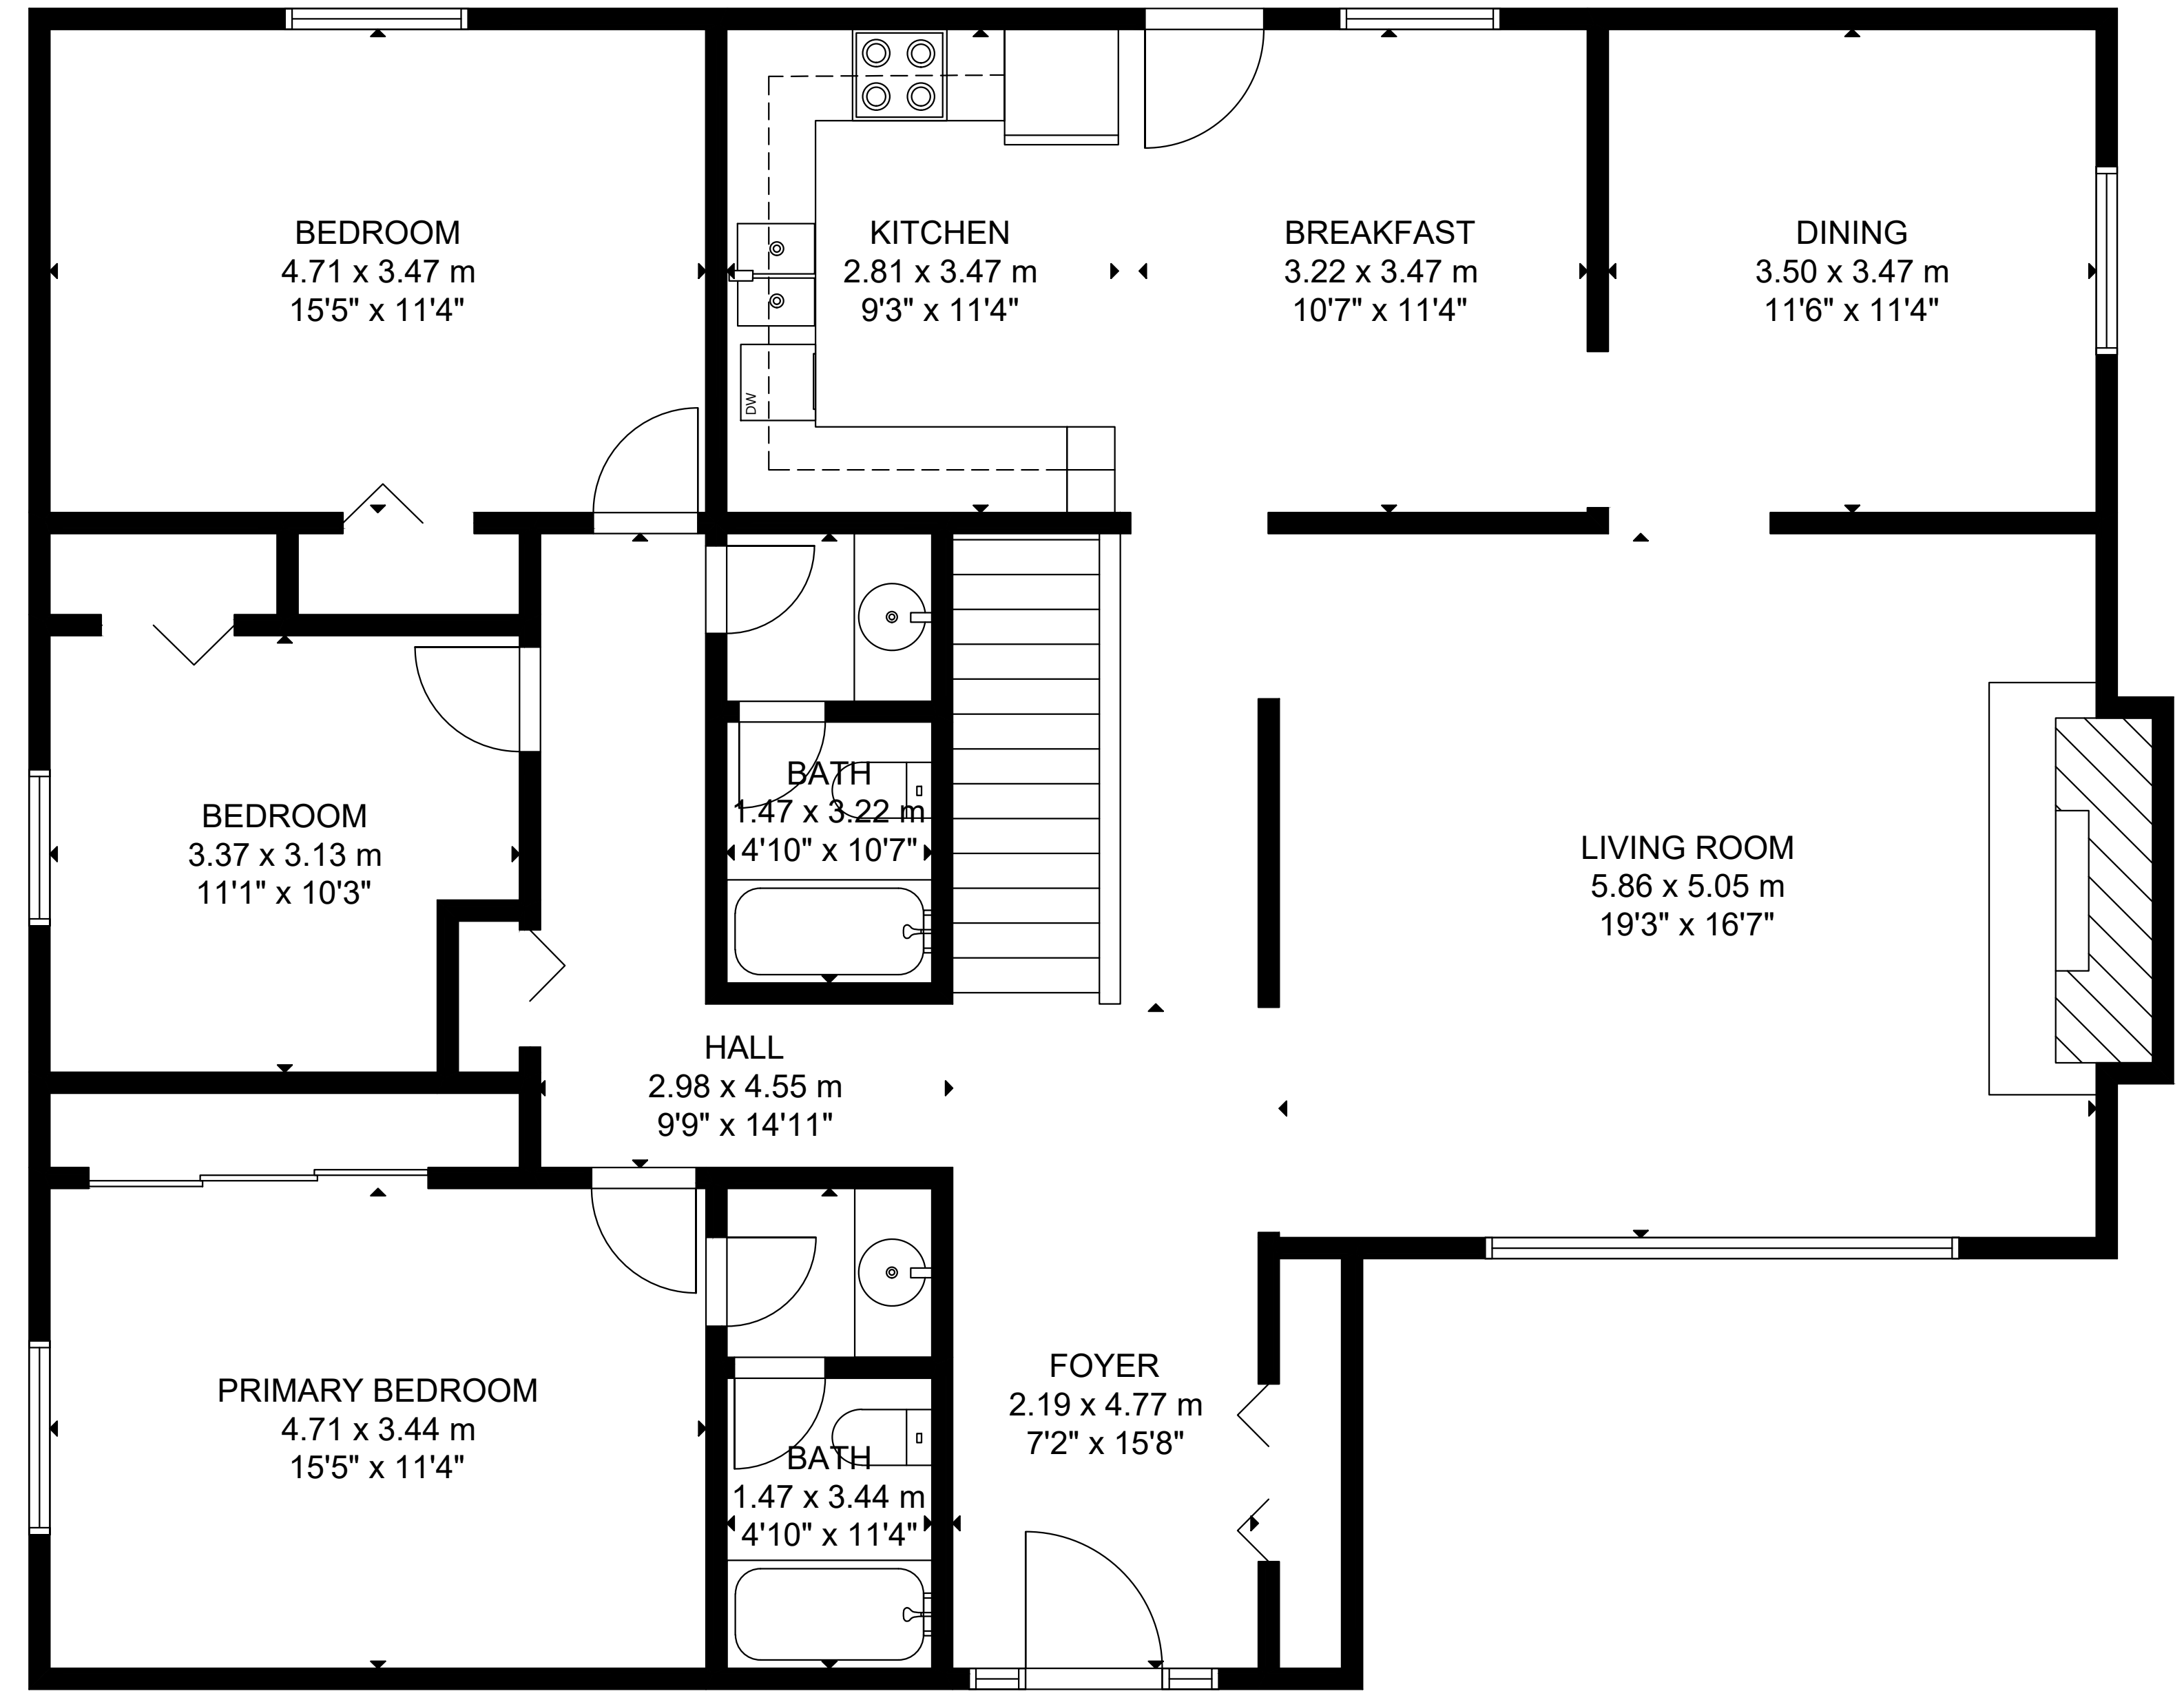 BEDROOM
4.71 x 3.47 m
15'5" x 11'4"
KITCHEN
2.81 x 3.47 m
9'3" x 11'4"
BREAKFAST
3.22 x 3.47 m
10'7" x 11'4"
DINING
3.50 x 3.47 m
11'6" x 11'4"
DW
BEDROOM
3.37 x 3.13 m
11'1" x 10'3"
BATH
1.47 x 3.22 m
4'10" x 10'7"
LIVING ROOM
5.86 x 5.05 m
19'3" x 16'7"
HALL
2.98 x 4.55 m
9'9" x 14'11"
PRIMARY BEDROOM
4.71 x 3.44 m
15'5" x 11'4"
BATH
1.47 x 3.44 m
4'10" x 11'4"
FOYER
2.19 x 4.77 m
7'2" x 15'8"